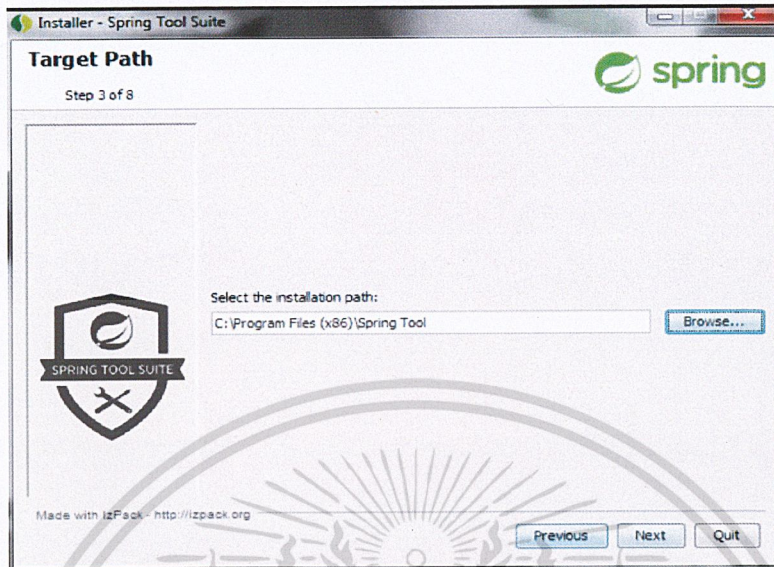 Installer - Spring Tool Suite
Target Path
spring
Step 3 of 8
Select the installation path:
C:\Program Files (x86)\Spring Tool
Browse...
SPRING TOOL SUITE
Made with IzPack - http://izpack.org
Previous
Next
Quit